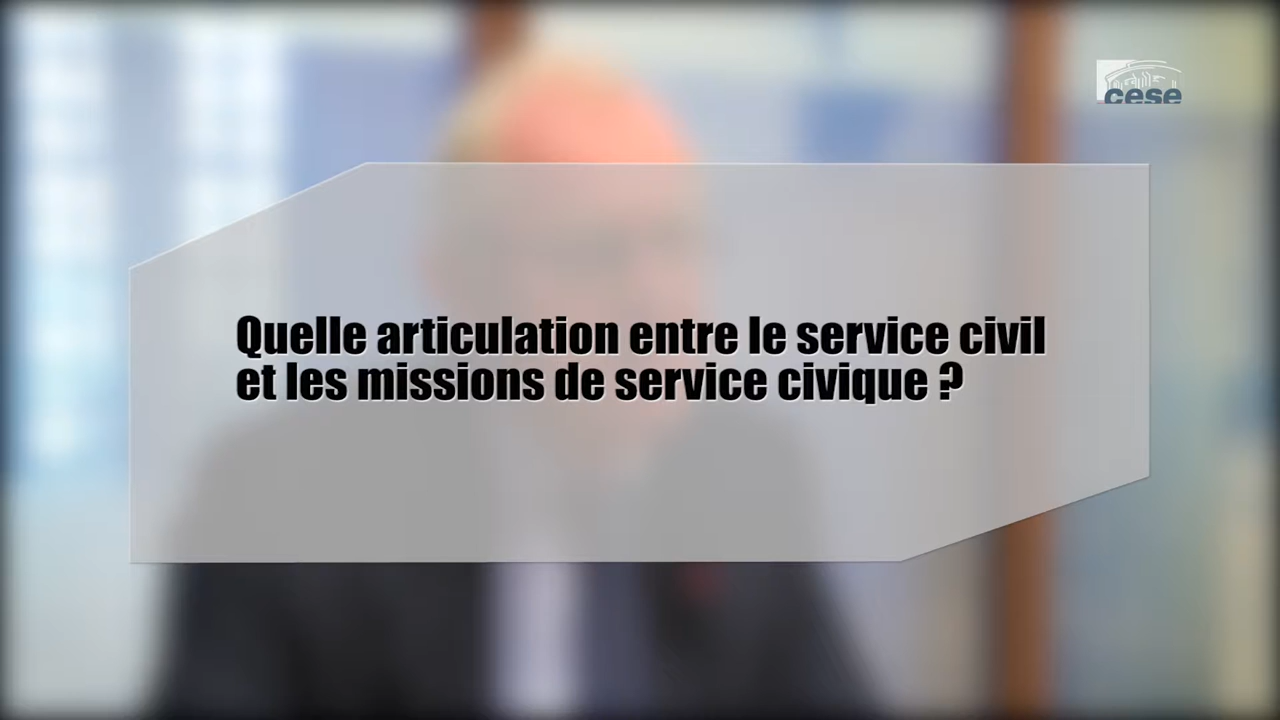 cese
Quelle articulation entre le service civil
et les missions de service civique ?